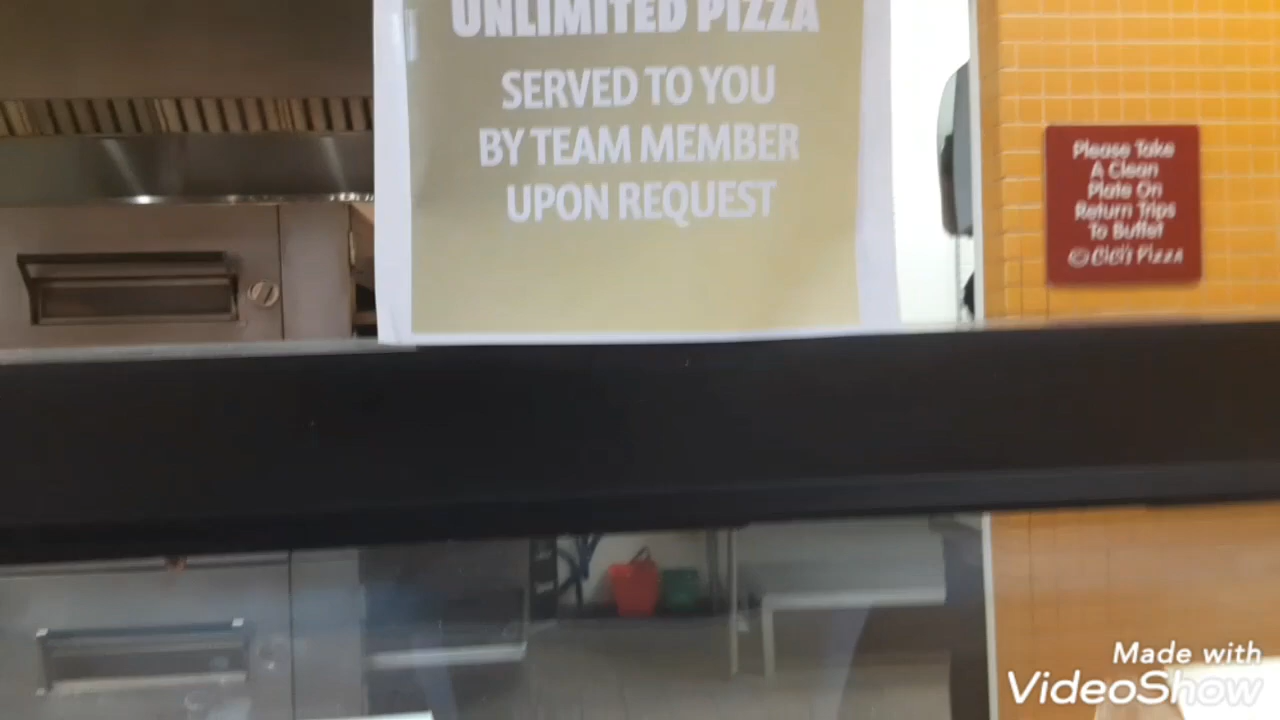 UNLIMITED PIZZA
SERVED TO YOU
BY TEAM MEMBER
UPON REQUEST
Please Take
A Clean
Plate On
Return Trips
To Buffet
CiCi's Pizza
Made with
VideoShow